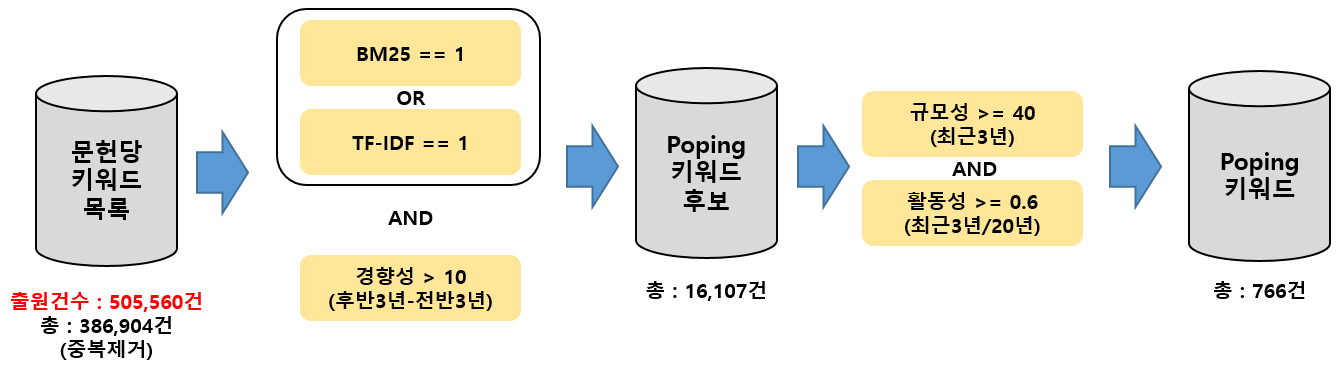 문헌당
키워드
목록
출원건수 : 505,560건
총 : 386,904건
(중복제거)
BM25 == 1
OR
TF-IDF == 1
AND
경향성 > 10
(후반3년-전반3년)
Poping
키워드
후보
총 : 16,107건
규모성 >= 40
(최근3년)
AND
활동성 >= 0.6
(최근3년/20년)
Poping
키워드
총 : 766건